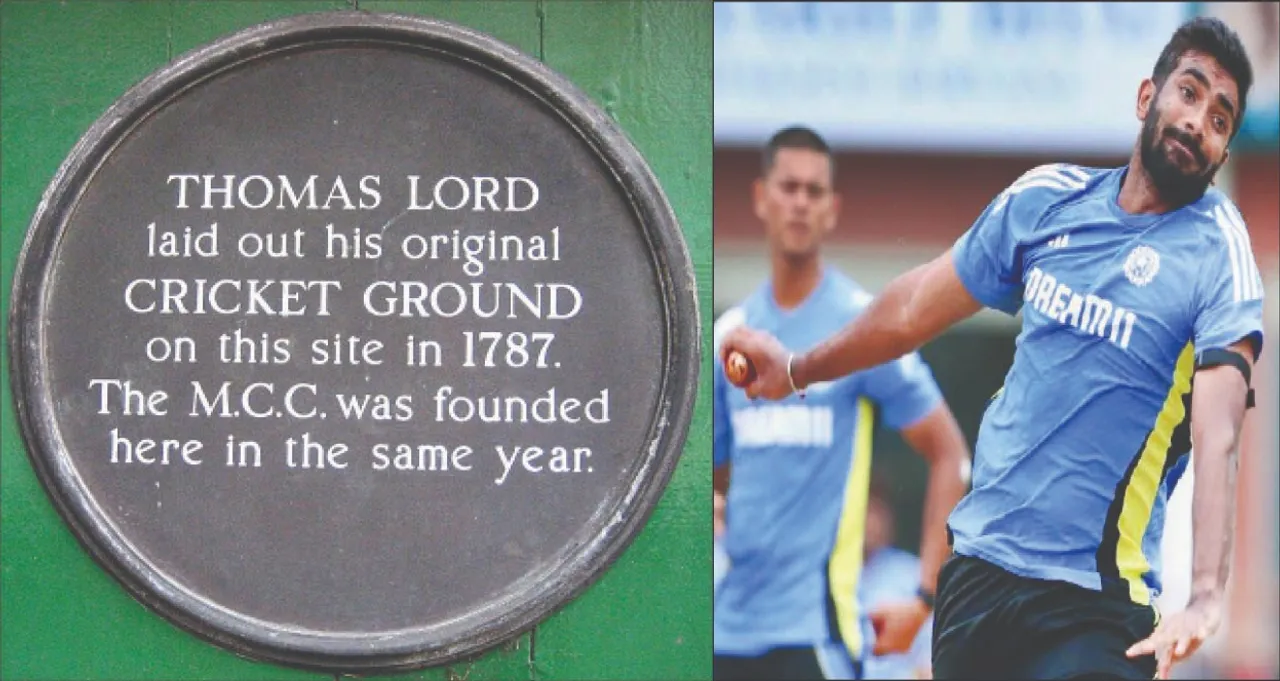 THOMAS LORD
laid out his original
CRICKET GROUND
on this site in 1787.
The M.C.C. was founded
here in the same year.
DREAM11
DREAM11